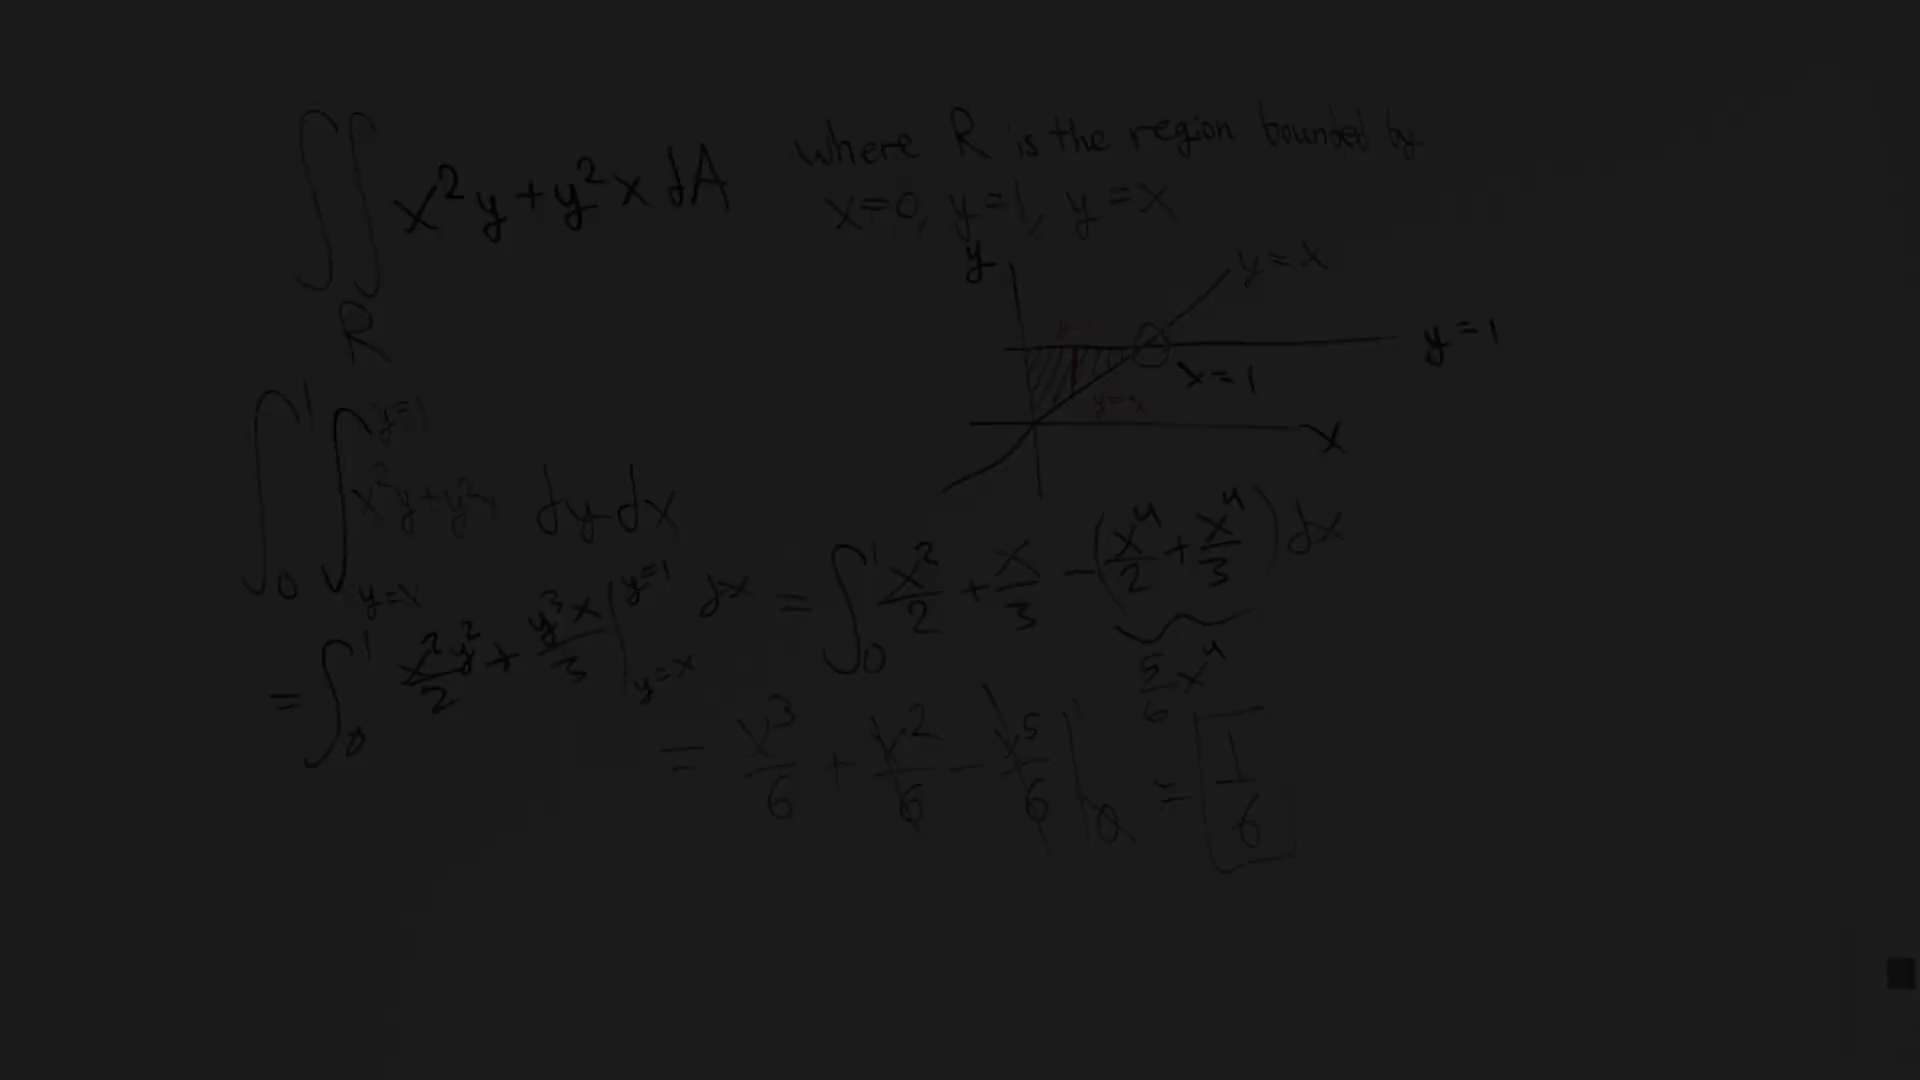 ∫∫_R x²y + y²x dA where R is the region bounded by
x=0, y=1, y=x
y
y=x
y=1
x=1
y=x
x
∫₀¹ ∫_{y=x}^{y=1} x²y + y²x dy dx
= ∫₀¹ x²y²/2 + y³x/3 |_{y=x}^{y=1} dx = ∫₀¹ x²/2 + x/3 - (x⁴/2 + x⁴/3) dx
5/6 x⁴
= x³/6 + x²/6 - x⁵/6 |₀ = 1/6